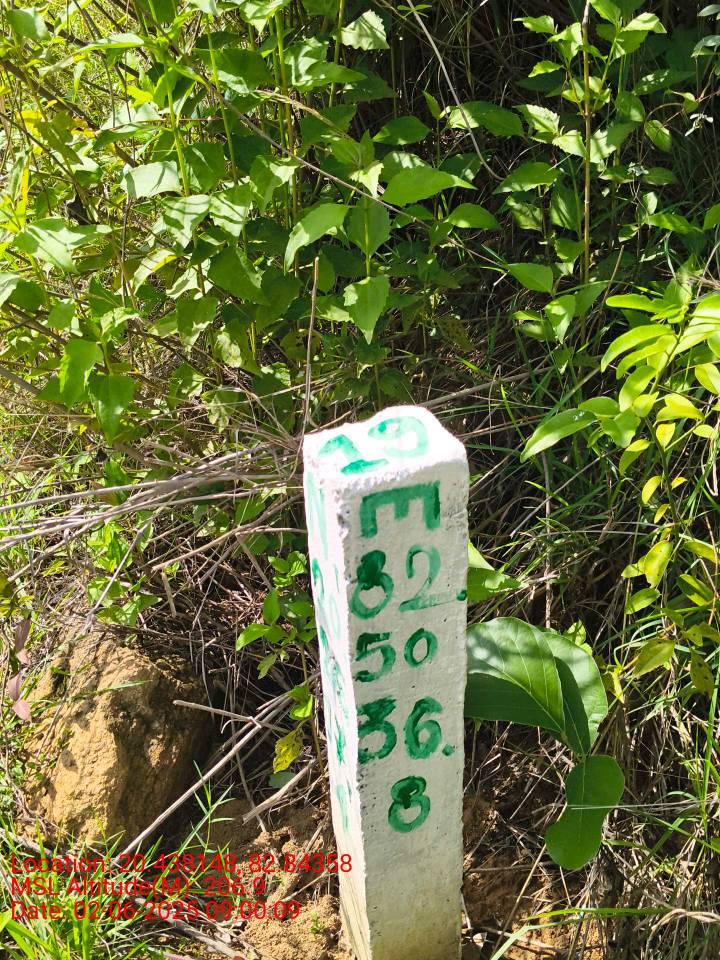 19
E
82.
50
36.
8
Location: 20.438148, 82.84358
MSL Altitude(M) -206.9
Date: 02-06-2025 09:00:09